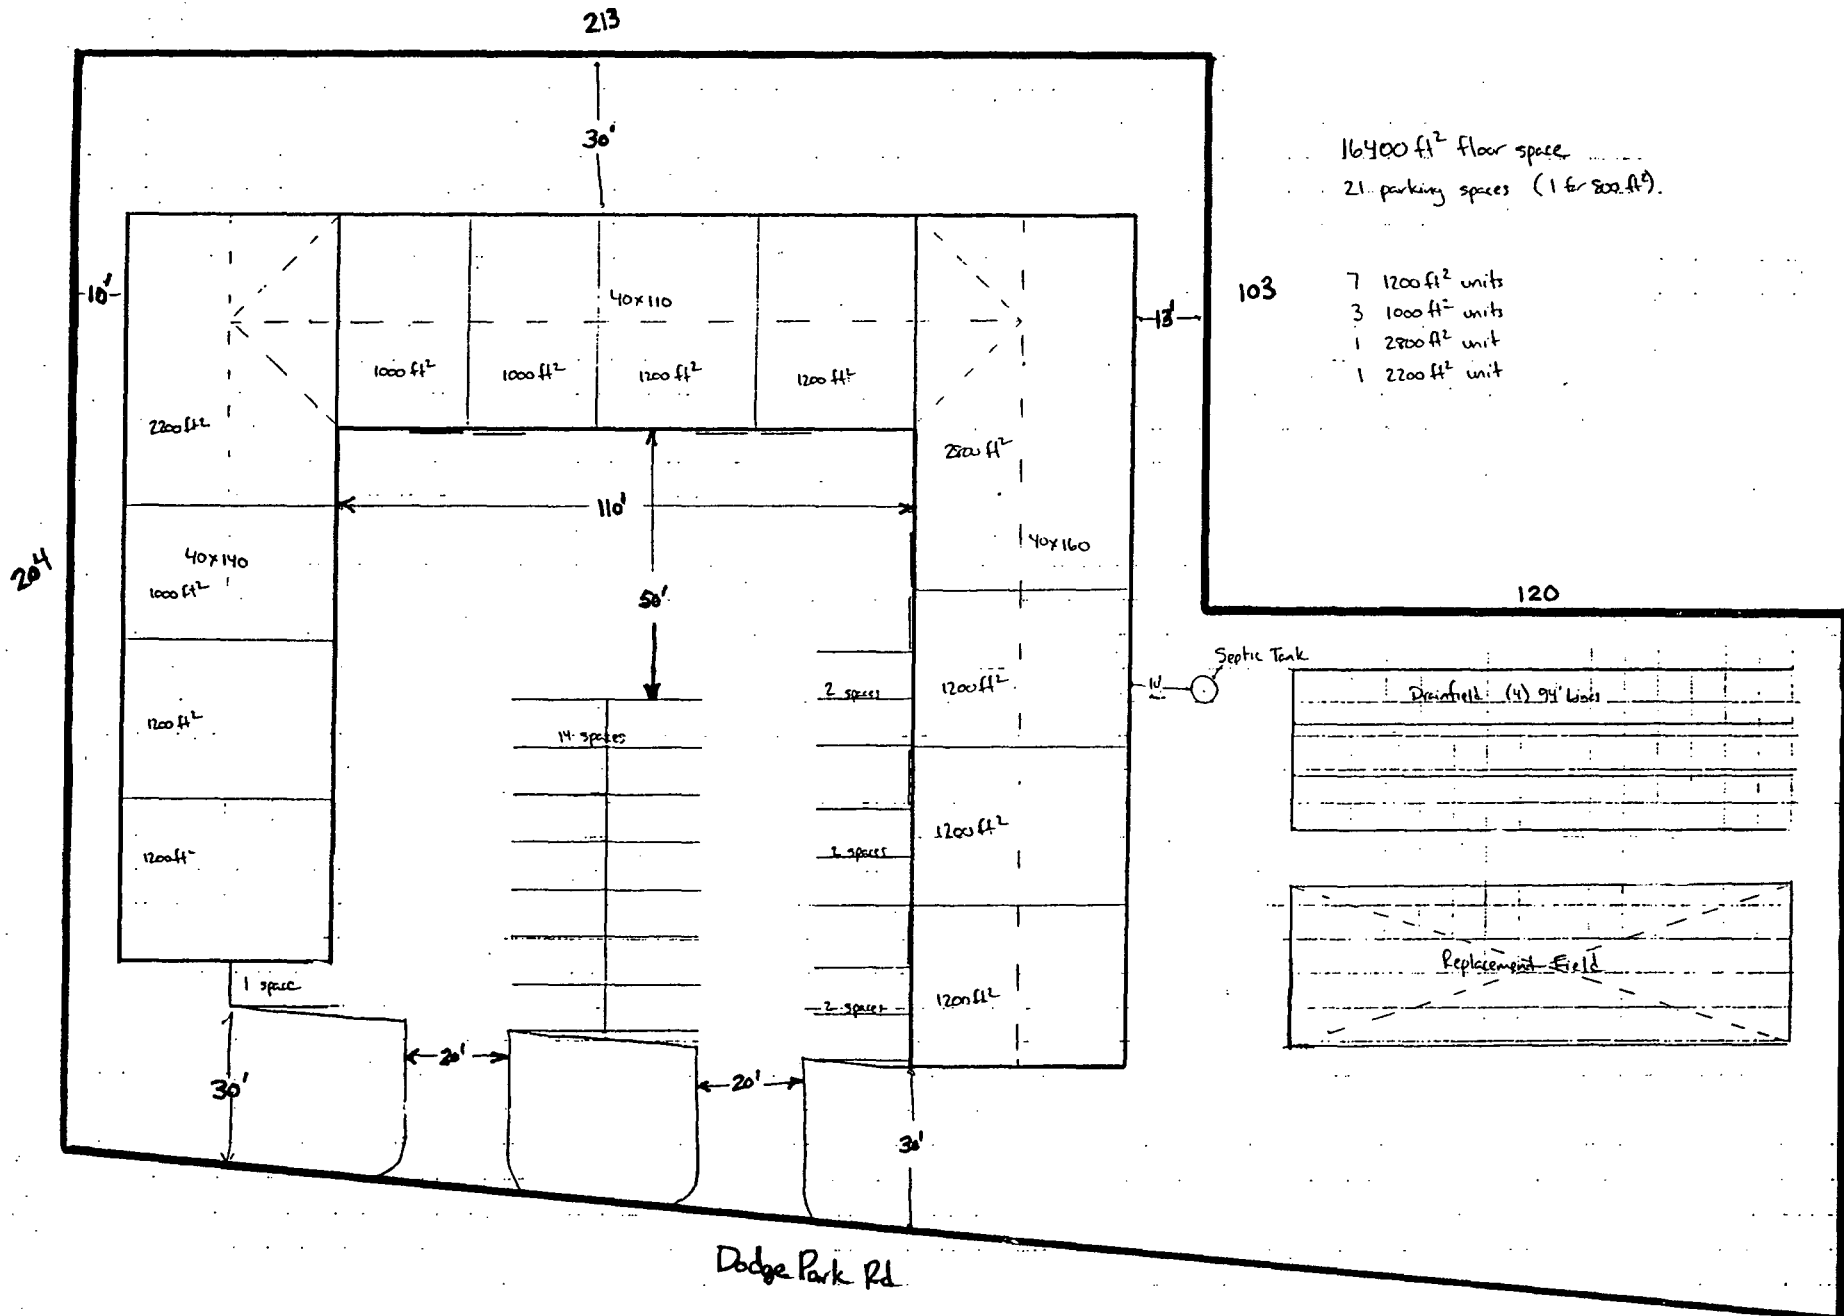 213
30'
16400 ft² floor space
21 parking spaces (1 for 800 ft²).
10'
40x110
13'
103
7 1200 ft² units
3 1000 ft² units
1 2800 ft² unit
1 2200 ft² unit
1000 ft²
1000 ft²
1200 ft²
1200 ft²
2200 ft²
2800 ft²
110'
204
40x140
1000 ft²
40x160
50'
120
Septic Tank
2 spaces
1200 ft²
Drainfield (4) 94' Lines
1200 ft²
14 spaces
1200 ft²
2 spaces
1200 ft²
Replacement Field
1 space
2 spaces
1200 ft²
20'
20'
30'
30'
Dodge Park Rd